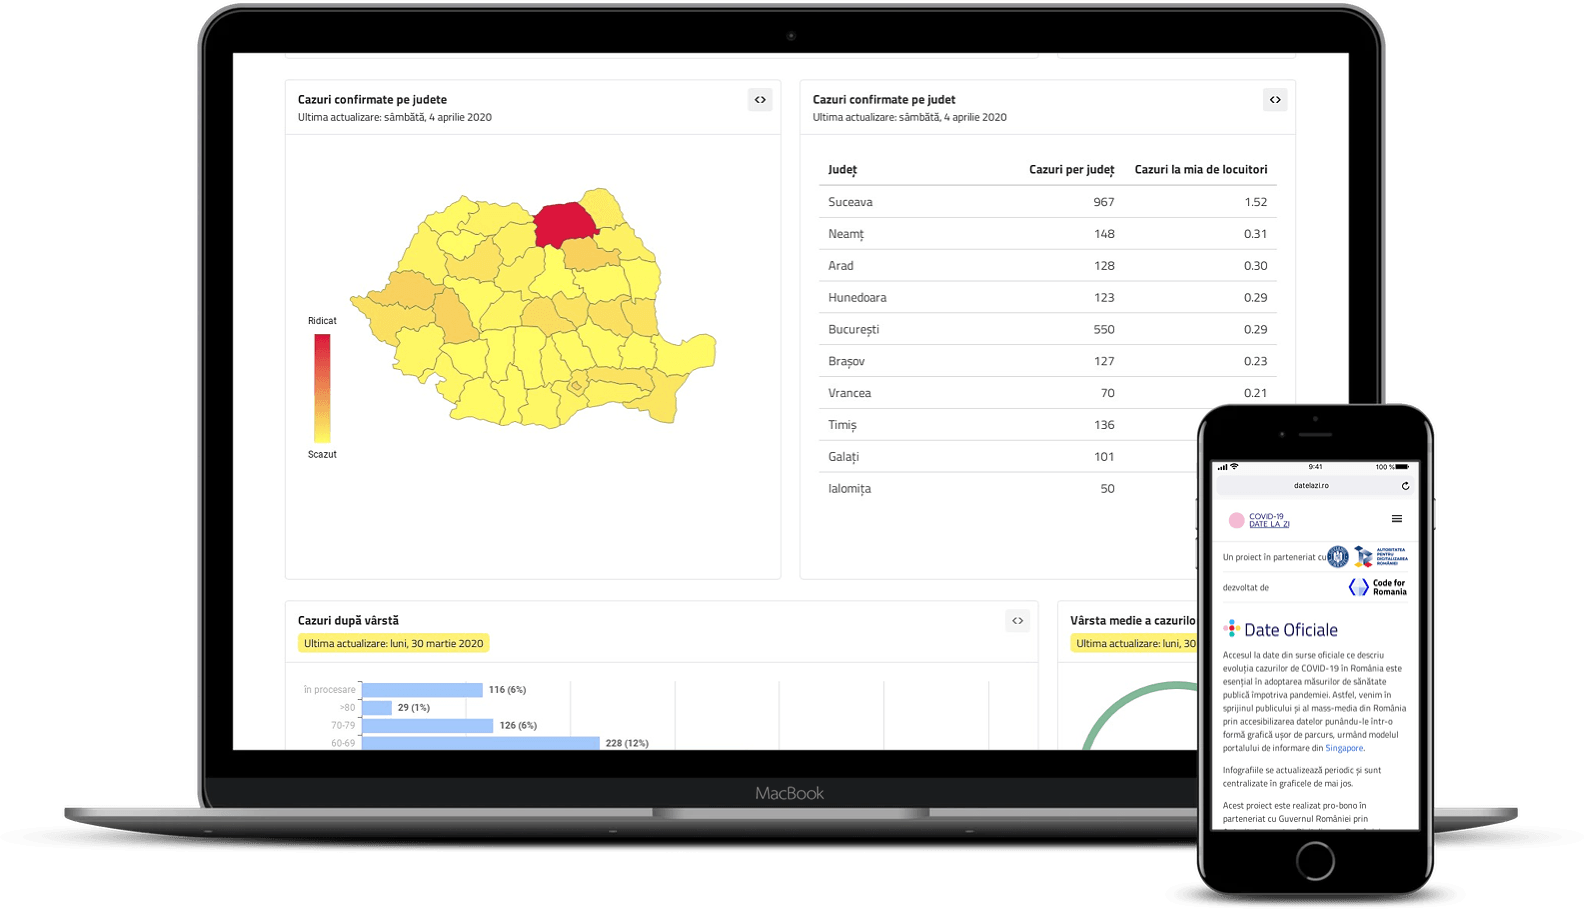 Cazuri confirmate pe judete
Ultima actualizare: sâmbătă, 4 aprilie 2020
Ridicat
Scazut
Cazuri confirmate pe judet
Ultima actualizare: sâmbătă, 4 aprilie 2020
Județ Cazuri per județ Cazuri la mia de locuitori
Suceava 967 1.52
Neamț 148 0.31
Arad 128 0.30
Hunedoara 123 0.29
București 550 0.29
Brașov 127 0.23
Vrancea 70 0.21
Timiș 136
Galați 101
Ialomița 50
Cazuri după vârstă
Ultima actualizare: luni, 30 martie 2020
în procesare 116 (6%)
>80 29 (1%)
70-79 126 (6%)
60-69 228 (12%)
Vârsta medie a cazurilo
Ultima actualizare: luni, 30
MacBook
9:41 100 %
datelazi.ro
COVID-19
DATE LA ZI
Un proiect în parteneriat cu
AUTORITATEA
PENTRU
DIGITALIZAREA
ROMÂNIEI
dezvoltat de
Code for
Romania
Date Oficiale
Accesul la date din surse oficiale ce descriu
evoluția cazurilor de COVID-19 în România este
esențial în adoptarea măsurilor de sănătate
publică împotriva pandemiei. Astfel, venim în
sprijinul publicului și al mass-media din România
prin accesibilizarea datelor punându-le într-o
formă grafică ușor de parcurs, urmând modelul
portalului de informare din Singapore.
Infografiile se actualizează periodic și sunt
centralizate în graficele de mai jos.
Acest proiect este realizat pro-bono în
parteneriat cu Guvernul României prin